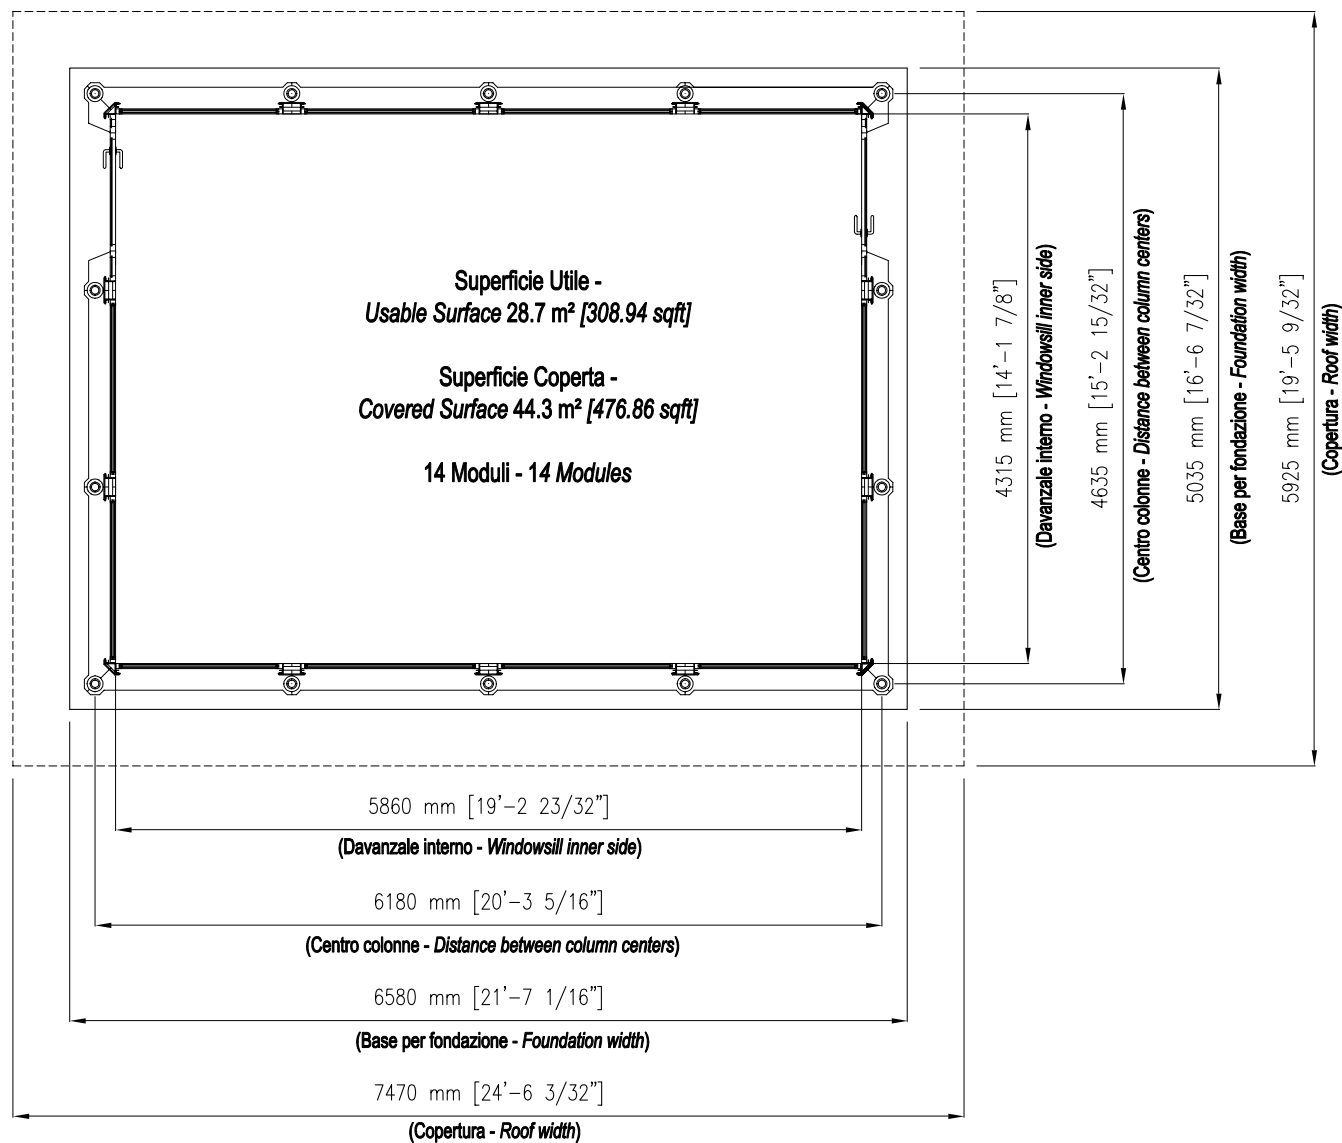 Superficie Utile -
Usable Surface 28.7 m² [308.94 sqft]
Superficie Coperta -
Covered Surface 44.3 m² [476.86 sqft]
14 Moduli - 14 Modules
4315 mm [14'-1 7/8"]
(Davanzale interno - Windowsill inner side)
4635 mm [15'-2 15/32"]
(Centro colonne - Distance between column centers)
5035 mm [16'-6 7/32"]
(Base per fondazione - Foundation width)
5925 mm [19'-5 9/32"]
(Copertura - Roof width)
5860 mm [19'-2 23/32"]
(Davanzale interno - Windowsill inner side)
6180 mm [20'-3 5/16"]
(Centro colonne - Distance between column centers)
6580 mm [21'-7 1/16"]
(Base per fondazione - Foundation width)
7470 mm [24'-6 3/32"]
(Copertura - Roof width)